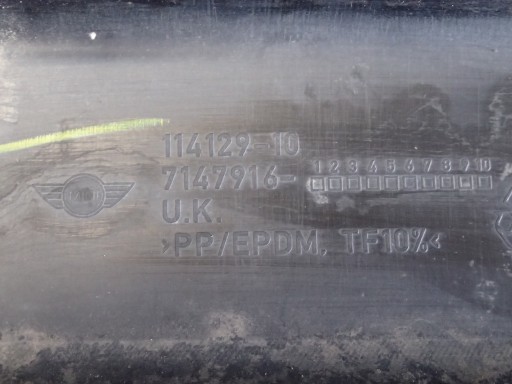 114129-10
1 2 3 4 5 6 7 8 9 10
7147916-
U.K.
>PP/EPDM, TF10%<